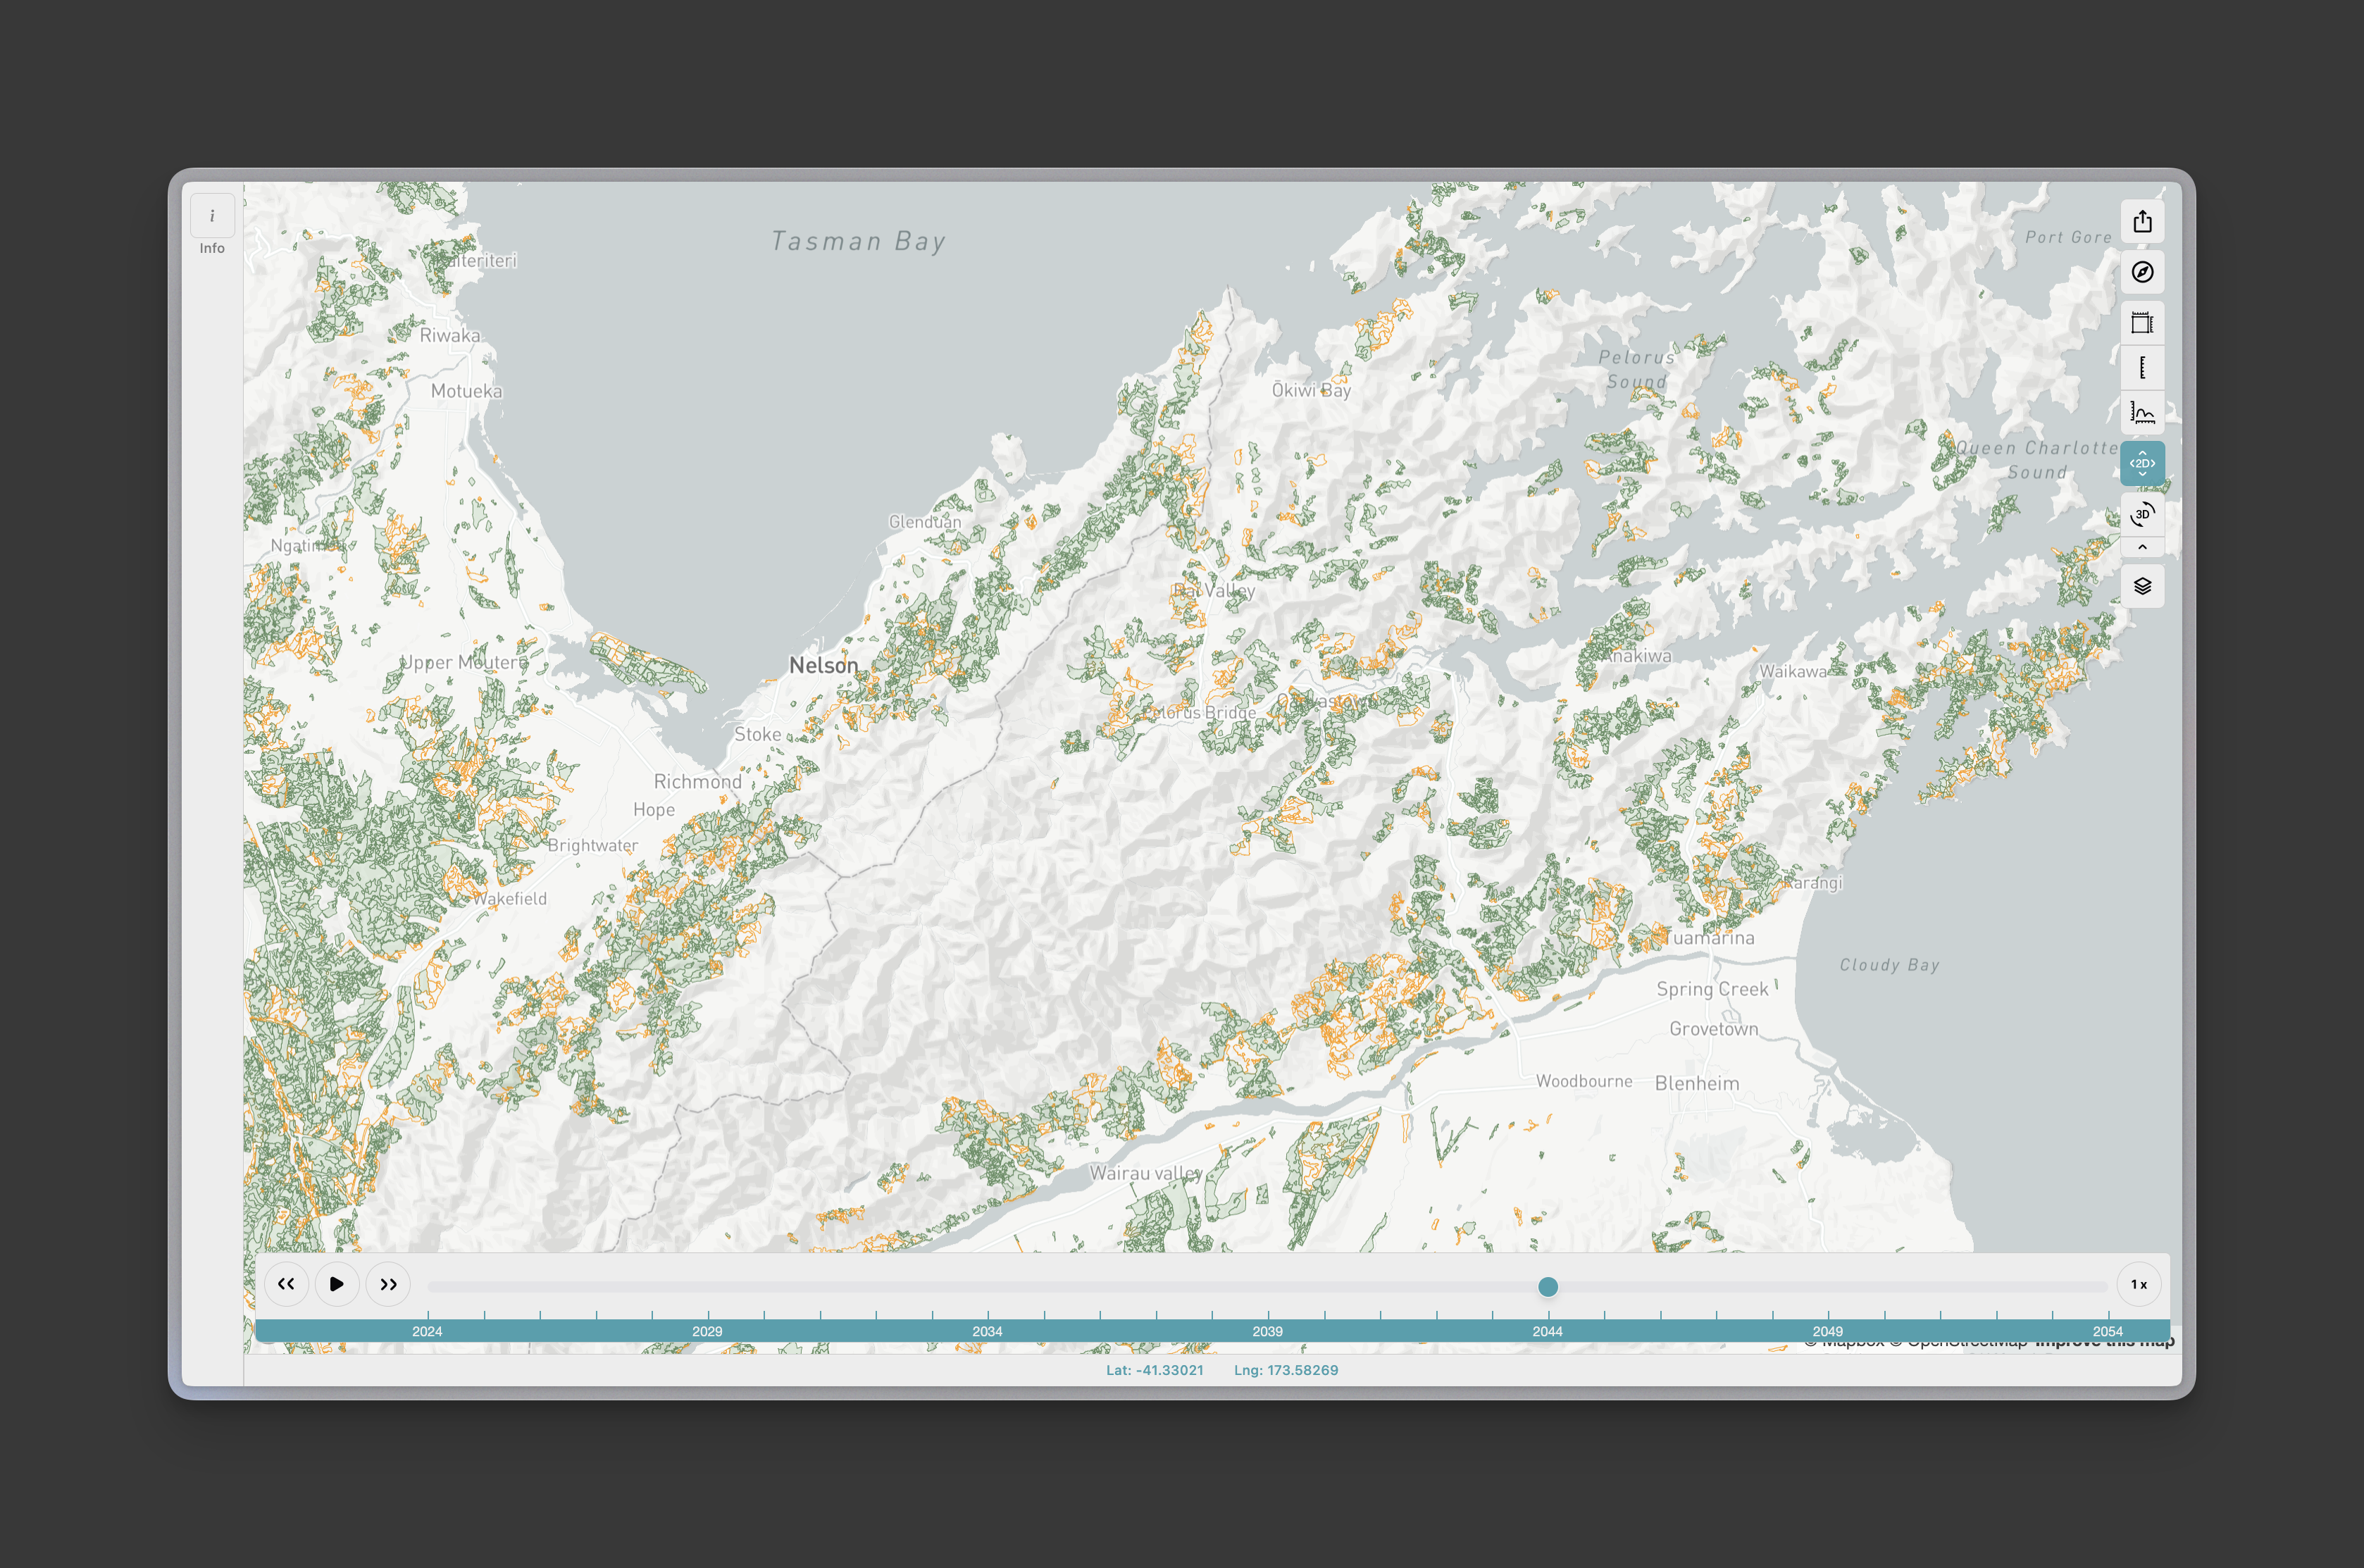 i
Info
Tasman Bay
Port Gore
Kaiteriteri
Riwaka
Pelorus
Sound
Motueka
Ōkiwi Bay
Queen Charlotte
Sound
2D
3D
Glenduan
Rai Valley
Upper Moutere
Nelson
Anakiwa
Waikawa
Pelorus Bridge
Canvastown
Stoke
Richmond
Hope
Brightwater
Wakefield
Rarangi
Tuamarina
Cloudy Bay
Spring Creek
Grovetown
Woodbourne
Blenheim
Wairau valley
1x
2024
2029
2034
2039
2044
2049
2054
© Mapbox © OpenStreetMap Improve this map
Lat: -41.33021 Lng: 173.58269